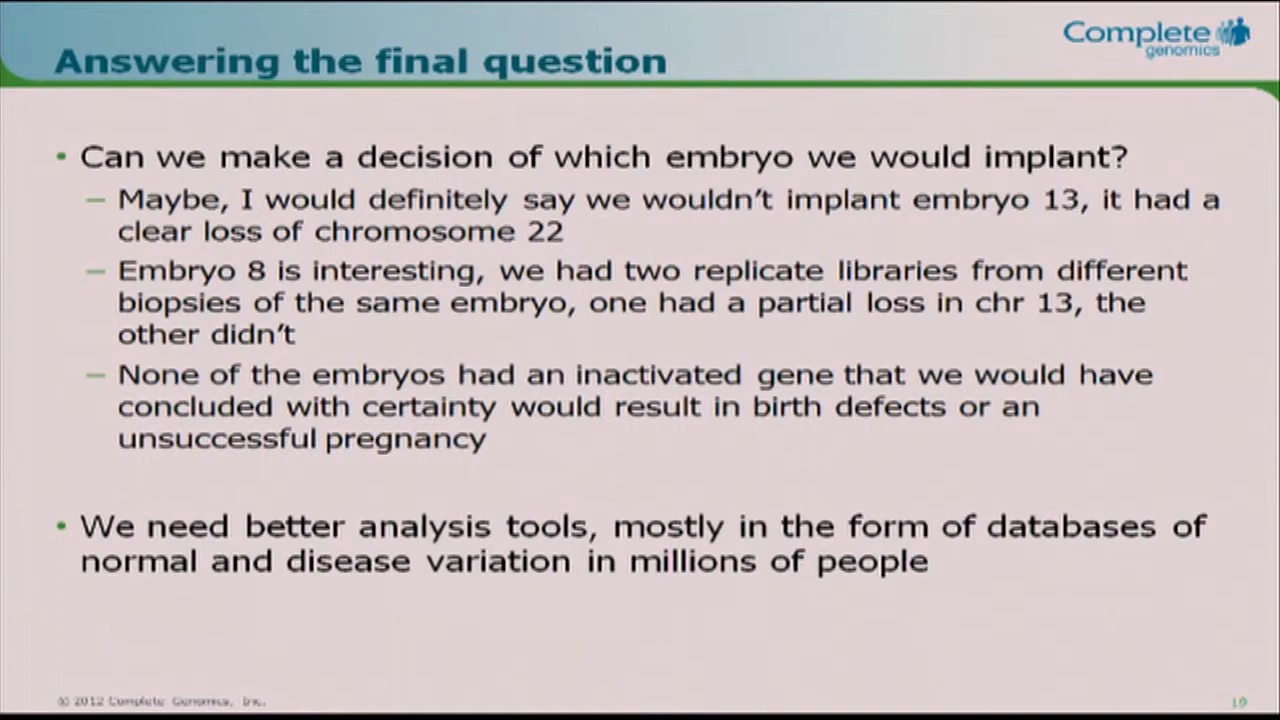 Complete
genomics
Answering the final question
• Can we make a decision of which embryo we would implant?
– Maybe, I would definitely say we wouldn't implant embryo 13, it had a
clear loss of chromosome 22
– Embryo 8 is interesting, we had two replicate libraries from different
biopsies of the same embryo, one had a partial loss in chr 13, the
other didn't
– None of the embryos had an inactivated gene that we would have
concluded with certainty would result in birth defects or an
unsuccessful pregnancy
• We need better analysis tools, mostly in the form of databases of
normal and disease variation in millions of people
© 2012 Complete Genomics, Inc.
19